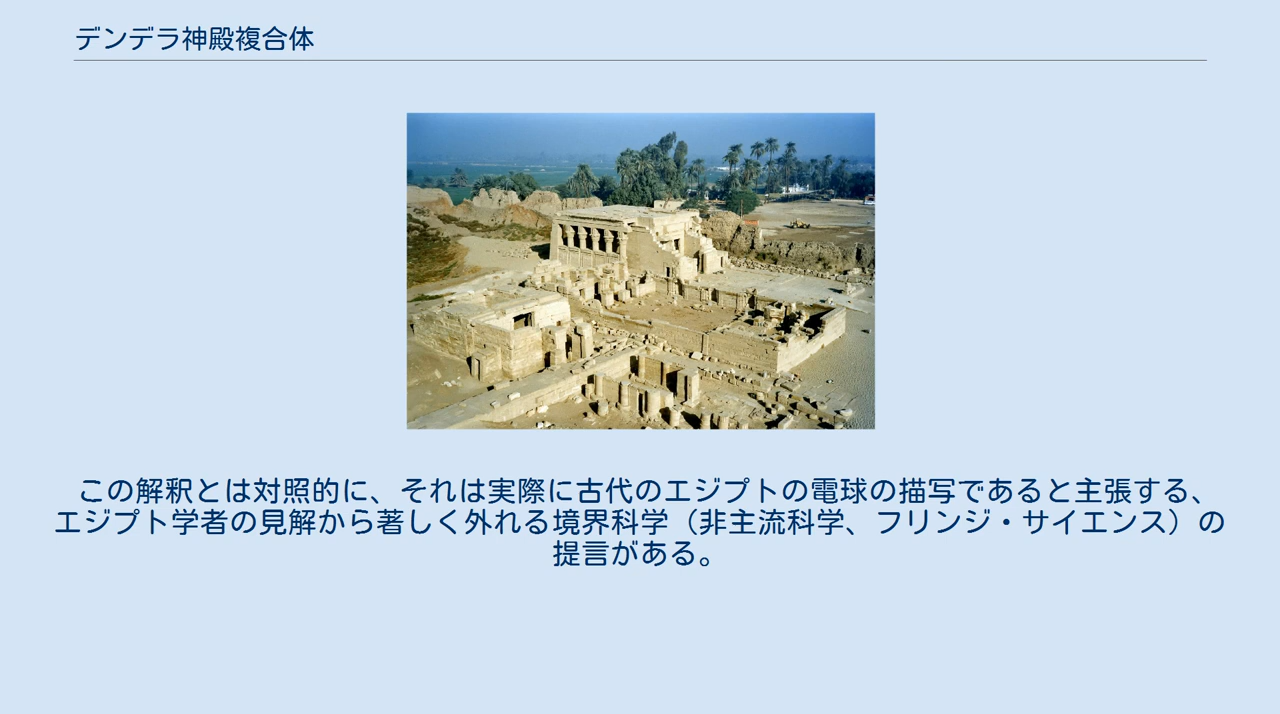 デンデラ神殿複合体
この解釈とは対照的に、それは実際に古代のエジプトの電球の描写であると主張する、
エジプト学者の見解から著しく外れる境界科学（非主流科学、フリンジ・サイエンス）の
提言がある。